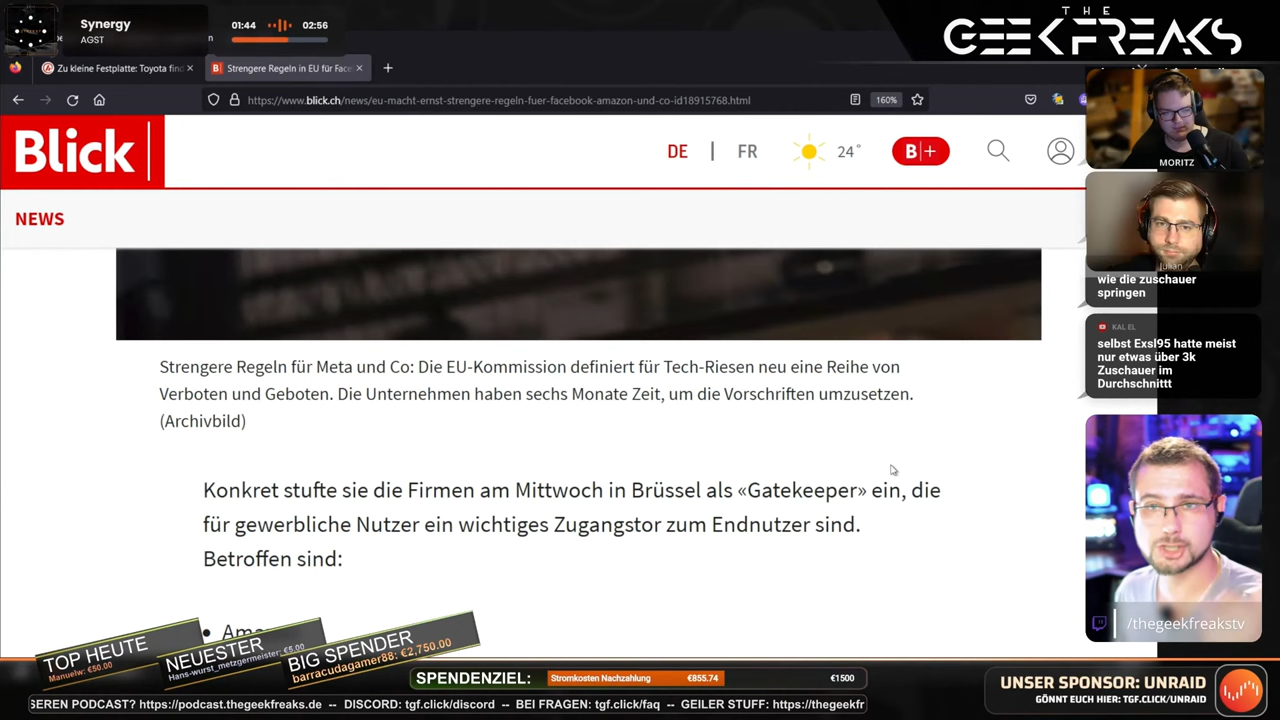 Synergy
AGST
01:44
02:56
THE
GEEKFREAKS
Zu kleine Festplatte: Toyota find
Strengere Regeln in EU für Face
https://www.blick.ch/news/eu-macht-ernst-strengere-regeln-fuer-facebook-amazon-und-co-id18915768.html
160%
Blick
DE | FR
24°
B|+
NEWS
MORITZ
Julian
wie die zuschauer
springen
KAL EL
selbst Exsl95 hatte meist
nur etwas über 3k
Zuschauer im
Durchschnittt
Strengere Regeln für Meta und Co: Die EU-Kommission definiert für Tech-Riesen neu eine Reihe von
Verboten und Geboten. Die Unternehmen haben sechs Monate Zeit, um die Vorschriften umzusetzen.
(Archivbild)
Konkret stufte sie die Firmen am Mittwoch in Brüssel als «Gatekeeper» ein, die
für gewerbliche Nutzer ein wichtiges Zugangstor zum Endnutzer sind.
Betroffen sind:
/thegeekfreakstv
TOP HEUTE
Manuelw: €50.00
NEUESTER
Hans-wurst_metzgermeister: €5.00
BIG SPENDER
barracudagamer88: €2,750.00
SPENDENZIEL:
Stromkosten Nachzahlung
€855.74
€1500
SEREN PODCAST? https://podcast.thegeekfreaks.de -- DISCORD: tgf.click/discord -- BEI FRAGEN: tgf.click/faq -- GEILER STUFF: https://thegeekfr
UNSER SPONSOR: UNRAID
GÖNNT EUCH HIER: TGF.CLICK/UNRAID